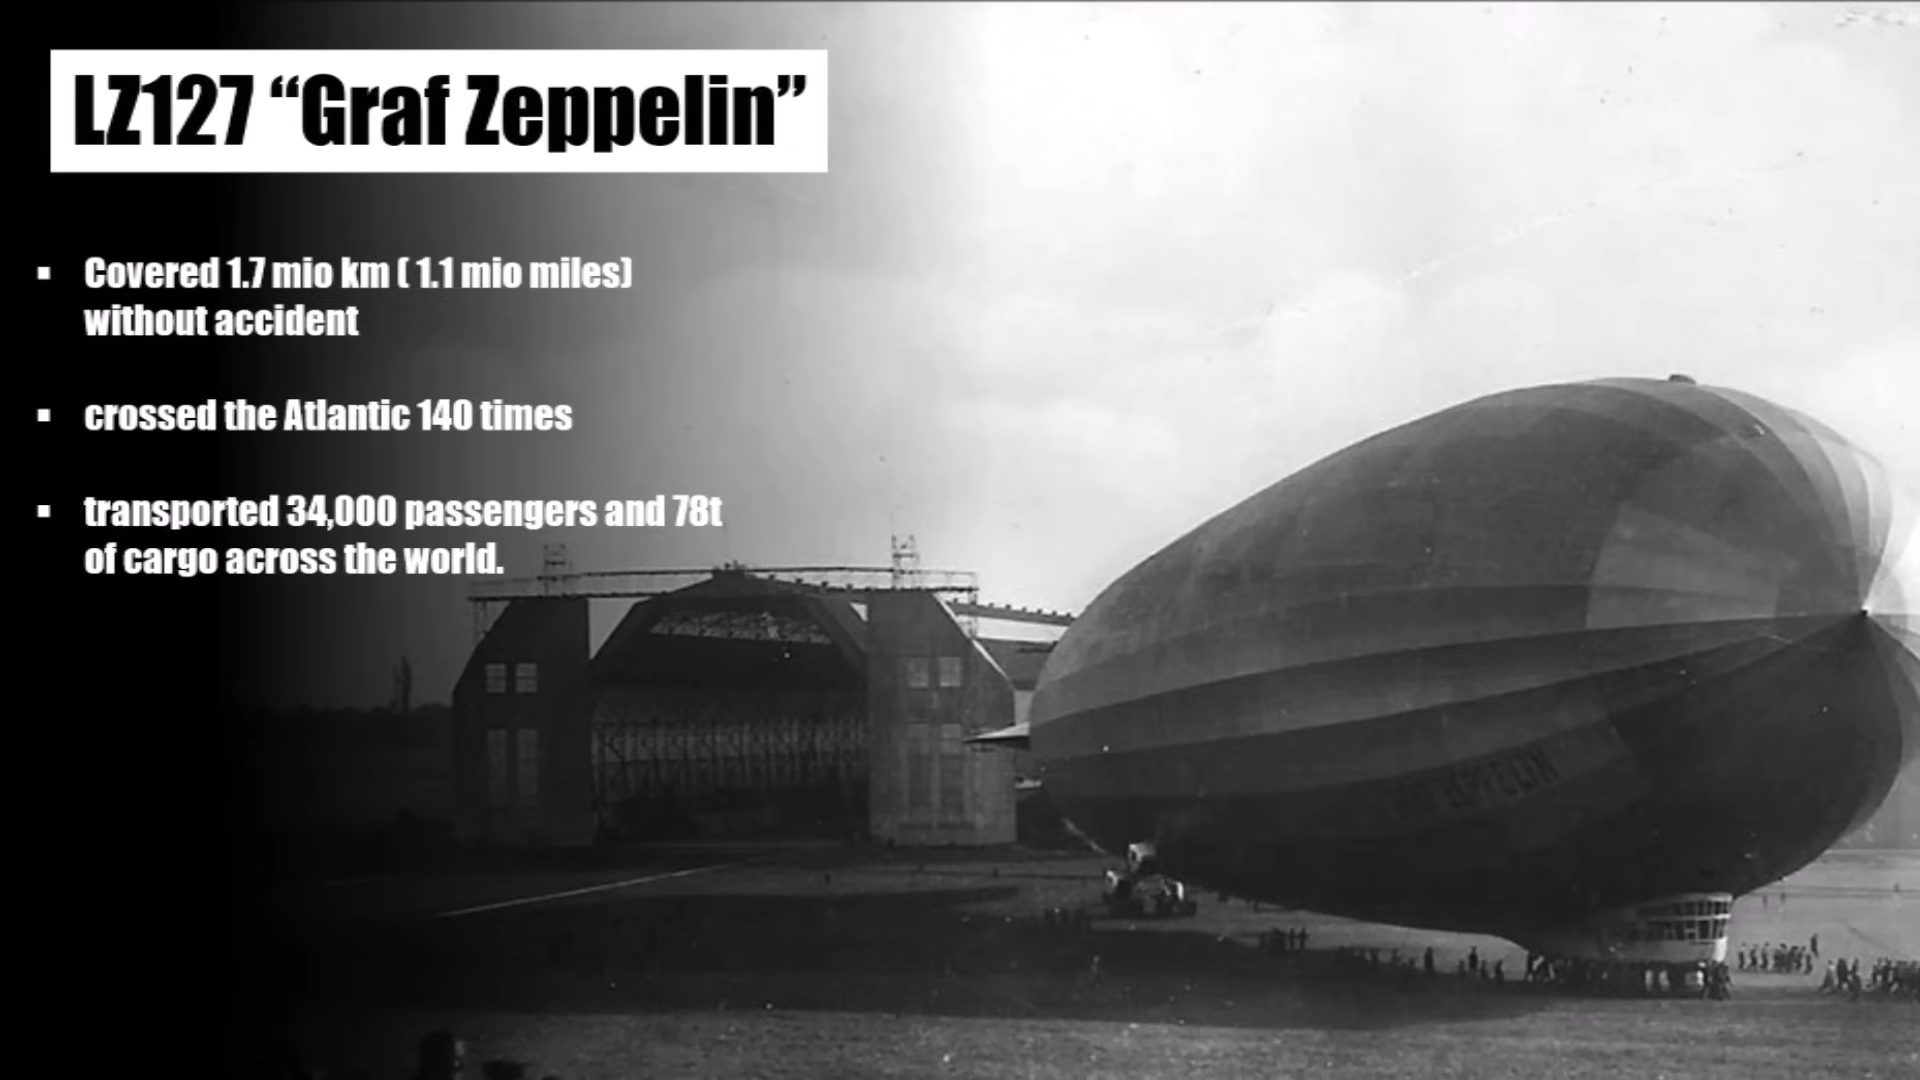 LZ127 “Graf Zeppelin”
▪ Covered 1.7 mio km ( 1.1 mio miles)
without accident
▪ crossed the Atlantic 140 times
▪ transported 34,000 passengers and 78t
of cargo across the world.
ZEPPELIN